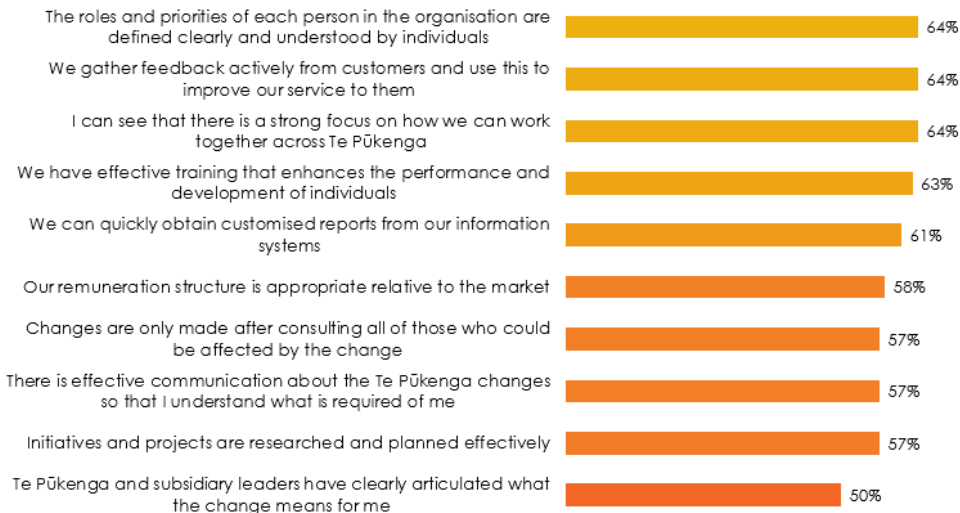 The roles and priorities of each person in the organisation are
defined clearly and understood by individuals
64%
We gather feedback actively from customers and use this to
improve our service to them
64%
I can see that there is a strong focus on how we can work
together across Te Pūkenga
64%
We have effective training that enhances the performance and
development of individuals
63%
We can quickly obtain customised reports from our information
systems
61%
Our remuneration structure is appropriate relative to the market
58%
Changes are only made after consulting all of those who could
be affected by the change
57%
There is effective communication about the Te Pūkenga changes
so that I understand what is required of me
57%
Initiatives and projects are researched and planned effectively
57%
Te Pūkenga and subsidiary leaders have clearly articulated what
the change means for me
50%